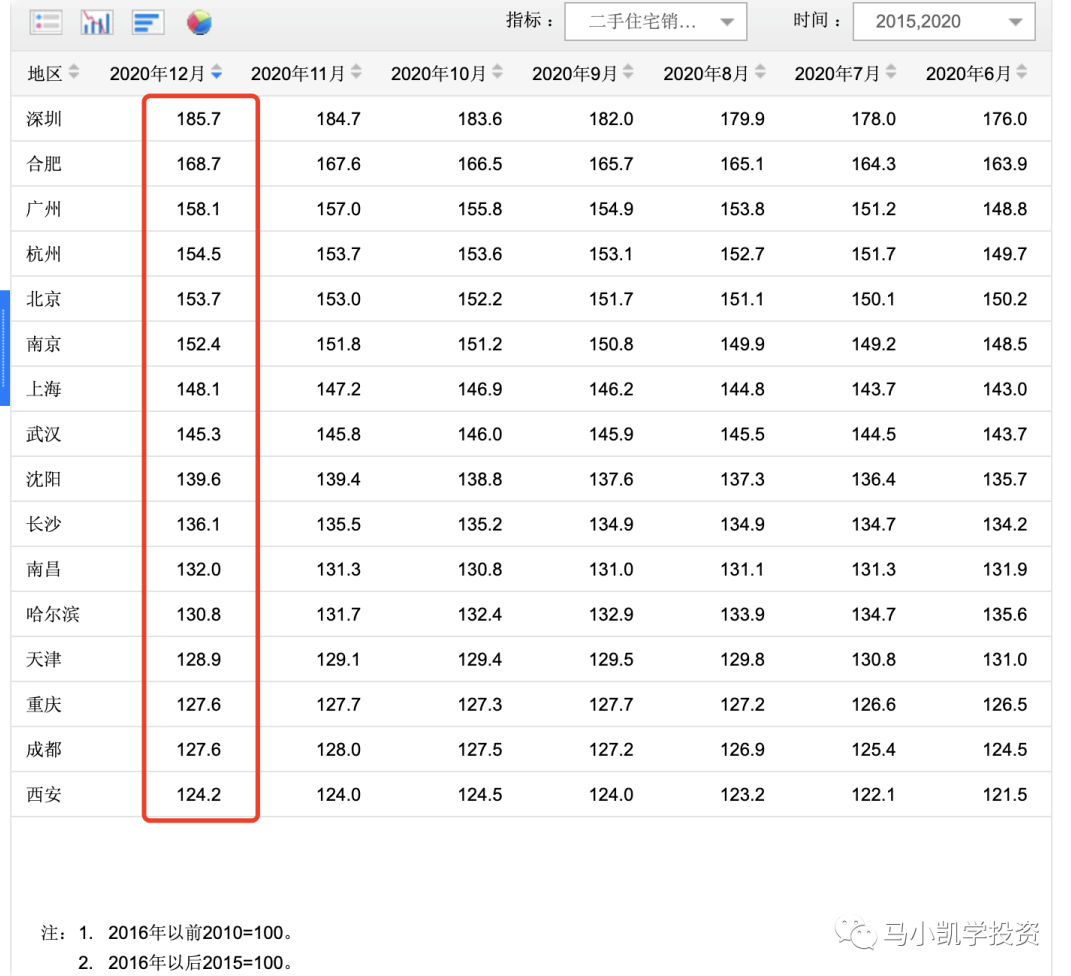 指标： 二手住宅销... 时间： 2015,2020
地区 2020年12月 2020年11月 2020年10月 2020年9月 2020年8月 2020年7月 2020年6月
深圳 185.7 184.7 183.6 182.0 179.9 178.0 176.0
合肥 168.7 167.6 166.5 165.7 165.1 164.3 163.9
广州 158.1 157.0 155.8 154.9 153.8 151.2 148.8
杭州 154.5 153.7 153.6 153.1 152.7 151.7 149.7
北京 153.7 153.0 152.2 151.7 151.1 150.1 150.2
南京 152.4 151.8 151.2 150.8 149.9 149.2 148.5
上海 148.1 147.2 146.9 146.2 144.8 143.7 143.0
武汉 145.3 145.8 146.0 145.9 145.5 144.5 143.7
沈阳 139.6 139.4 138.8 137.6 137.3 136.4 135.7
长沙 136.1 135.5 135.2 134.9 134.9 134.7 134.2
南昌 132.0 131.3 130.8 131.0 131.1 131.3 131.9
哈尔滨 130.8 131.7 132.4 132.9 133.9 134.7 135.6
天津 128.9 129.1 129.4 129.5 129.8 130.8 131.0
重庆 127.6 127.7 127.3 127.7 127.2 126.6 126.5
成都 127.6 128.0 127.5 127.2 126.9 125.4 124.5
西安 124.2 124.0 124.5 124.0 123.2 122.1 121.5
注： 1. 2016年以前2010=100。
马小凯学投资
2. 2016年以后2015=100。